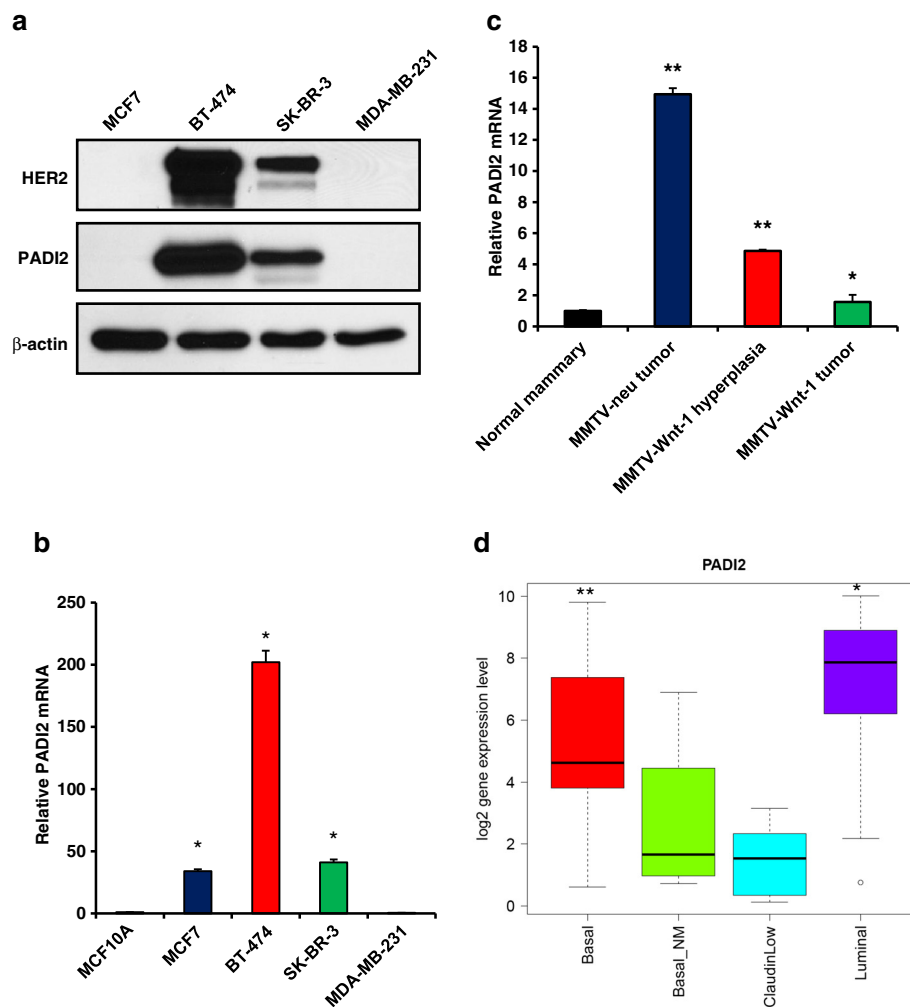 a
MCF7
BT-474
SK-BR-3
MDA-MB-231
HER2
PADI2
β-actin
c
Relative PADI2 mRNA
18
16
14
12
10
8
6
4
2
0
**
**
*
Normal mammary
MMTV-neu tumor
MMTV-Wnt-1 hyperplasia
MMTV-Wnt-1 tumor
b
Relative PADI2 mRNA
250
200
150
100
50
0
*
*
*
MCF10A
MCF7
BT-474
SK-BR-3
MDA-MB-231
d
PADI2
log2 gene expression level
10
8
6
4
2
0
**
*
Basal
Basal_NM
ClaudinLow
Luminal